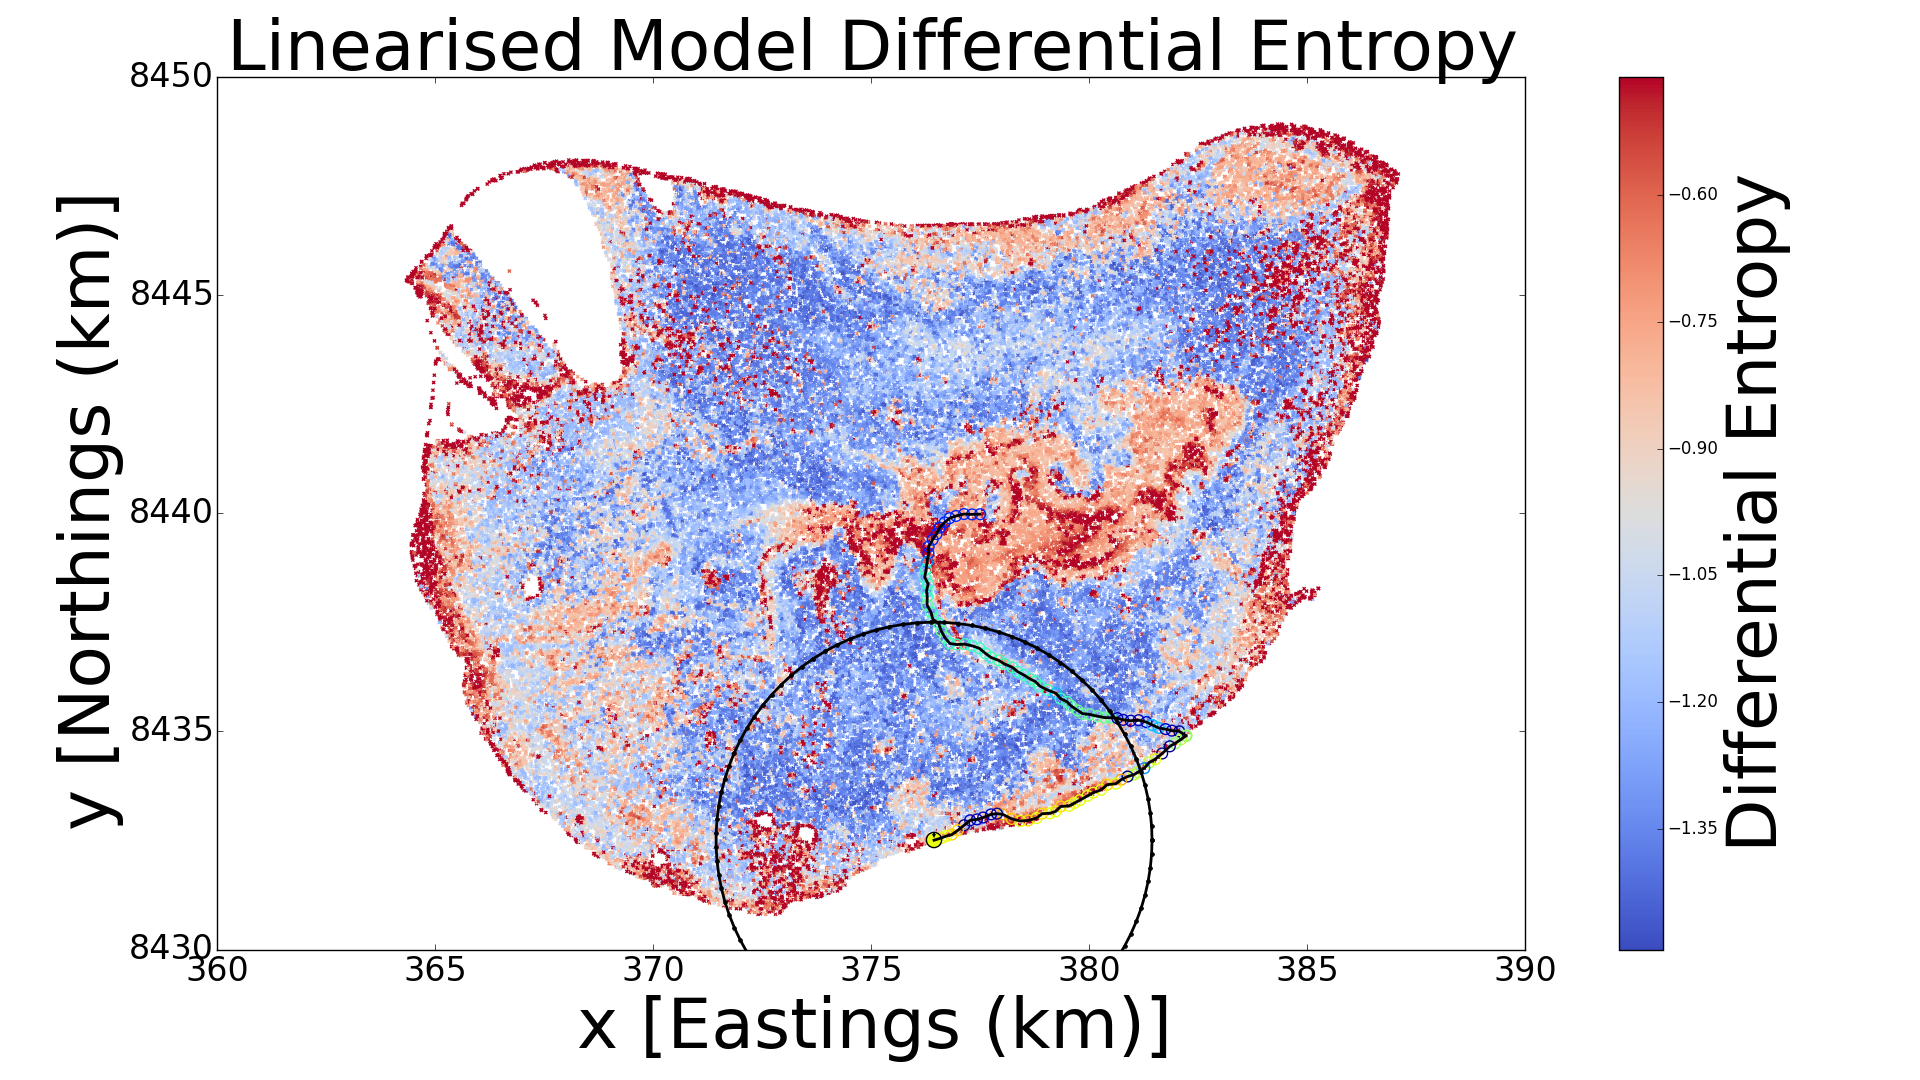 Linearised Model Differential Entropy
y [Northings (km)]
8450
8445
8440
8435
8430
360 365 370 375 380 385 390
x [Eastings (km)]
−0.60
−0.75
−0.90
−1.05
−1.20
−1.35
Differential Entropy